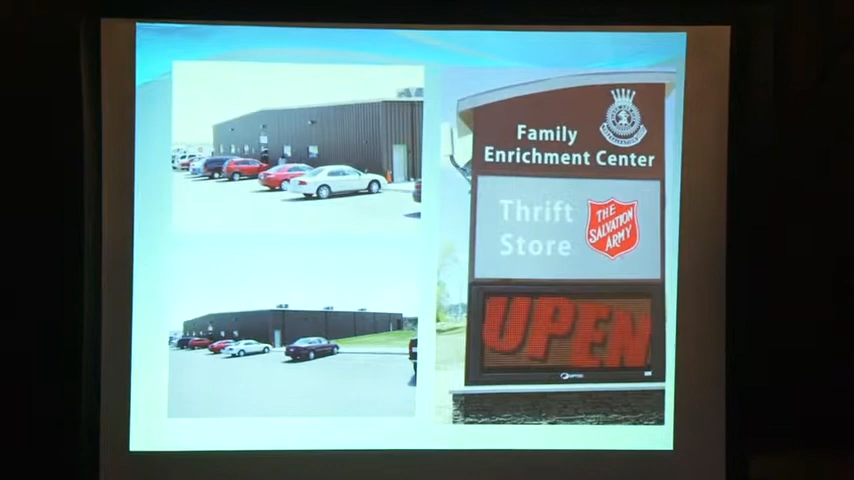 Family
Enrichment Center
Thrift
Store
THE
SALVATION
ARMY
OPEN